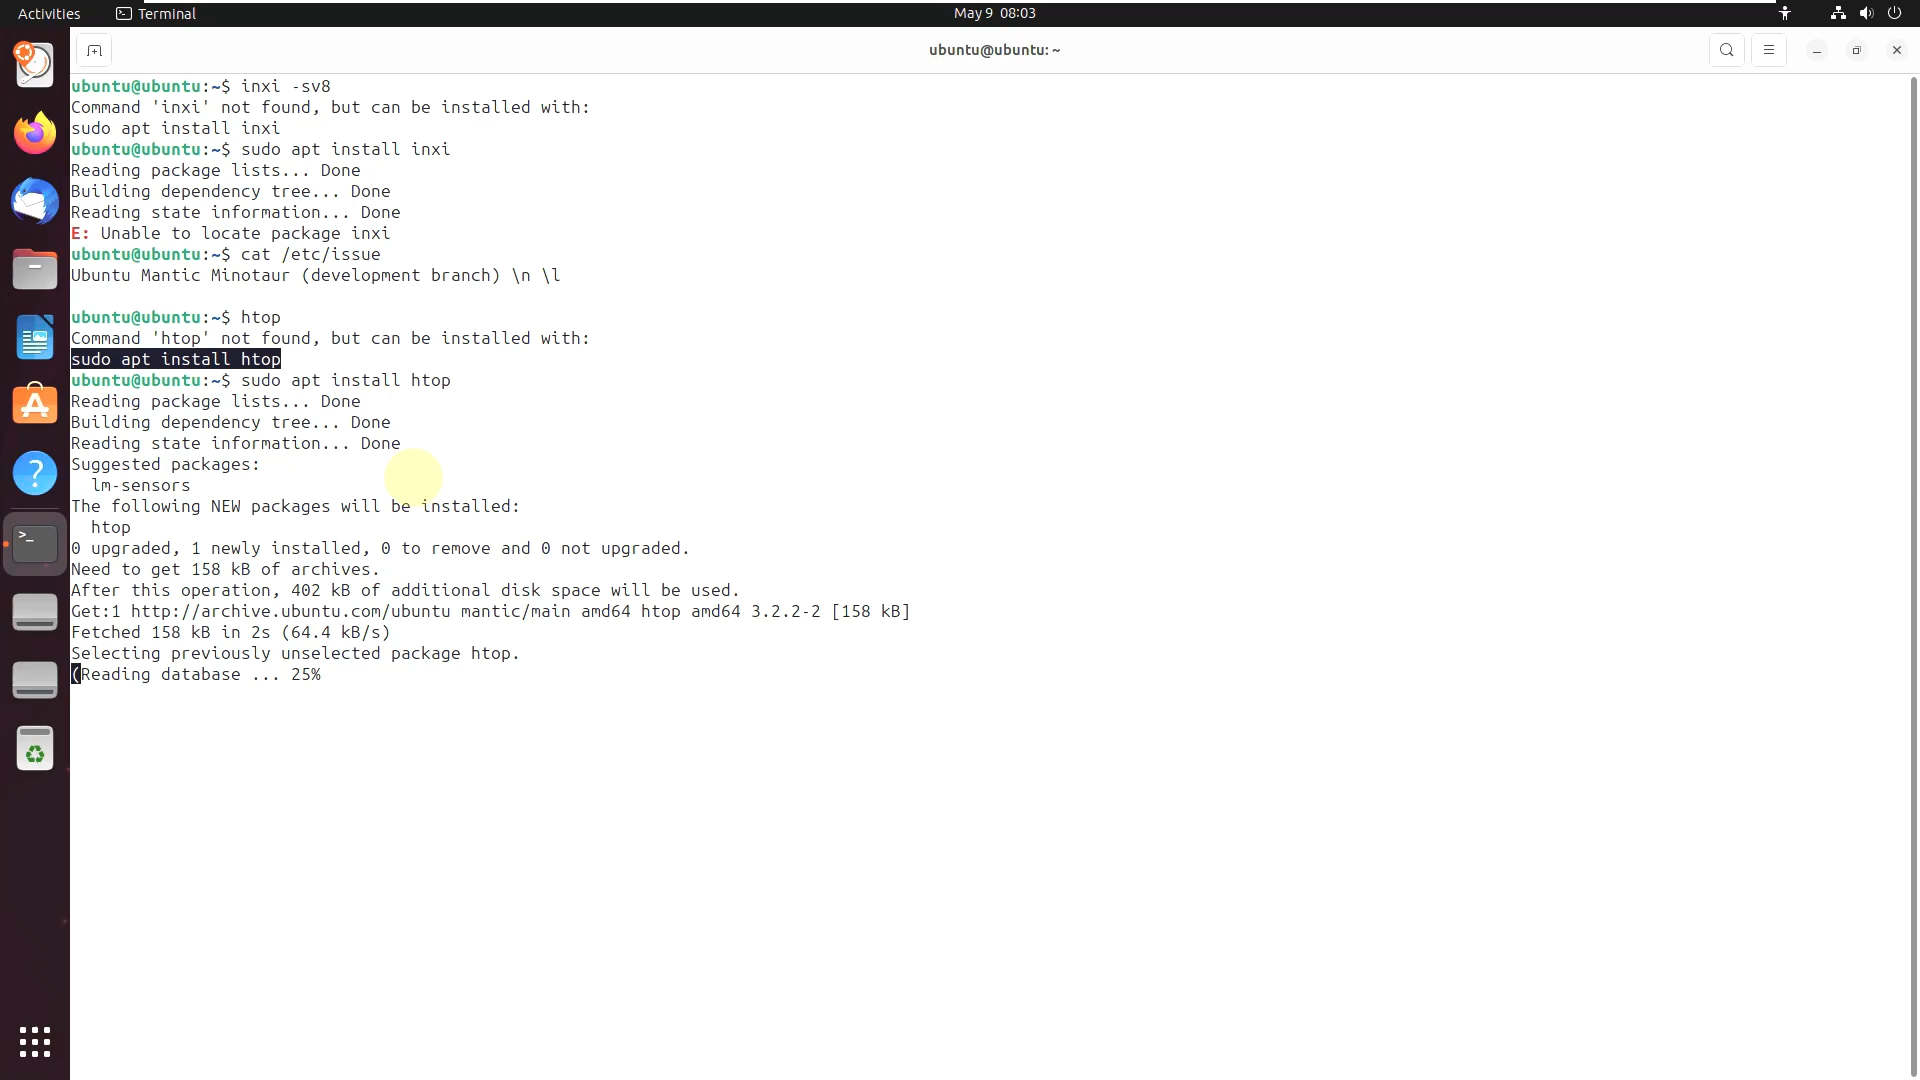 Activities
Terminal
May 9 08:03
ubuntu@ubuntu: ~
ubuntu@ubuntu:~$ inxi -sv8
Command 'inxi' not found, but can be installed with:
sudo apt install inxi
ubuntu@ubuntu:~$ sudo apt install inxi
Reading package lists... Done
Building dependency tree... Done
Reading state information... Done
E: Unable to locate package inxi
ubuntu@ubuntu:~$ cat /etc/issue
Ubuntu Mantic Minotaur (development branch) \n \l
ubuntu@ubuntu:~$ htop
Command 'htop' not found, but can be installed with:
sudo apt install htop
ubuntu@ubuntu:~$ sudo apt install htop
Reading package lists... Done
Building dependency tree... Done
Reading state information... Done
Suggested packages:
lm-sensors
The following NEW packages will be installed:
htop
0 upgraded, 1 newly installed, 0 to remove and 0 not upgraded.
Need to get 158 kB of archives.
After this operation, 402 kB of additional disk space will be used.
Get:1 http://archive.ubuntu.com/ubuntu mantic/main amd64 htop amd64 3.2.2-2 [158 kB]
Fetched 158 kB in 2s (64.4 kB/s)
Selecting previously unselected package htop.
(Reading database ... 25%